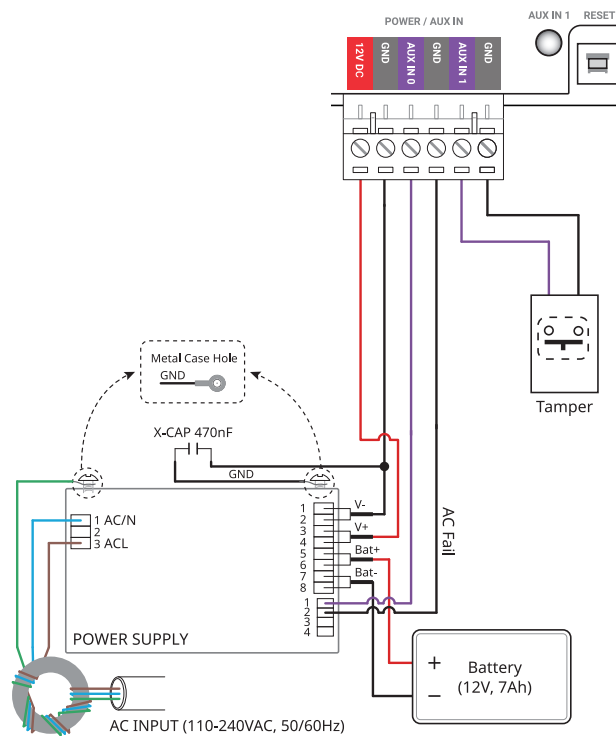 AUX IN 1 RESET
POWER / AUX IN
12V DC
GND
AUX IN 0
GND
AUX IN 1
GND
Tamper
Metal Case Hole
GND
X-CAP 470nF
GND
1 AC/N
2
3 ACL
1
2
3
4
5
6
7
8
V-
V+
Bat+
Bat-
1
2
3
4
AC Fail
POWER SUPPLY
+
Battery
(12V, 7Ah)
−
AC INPUT (110-240VAC, 50/60Hz)